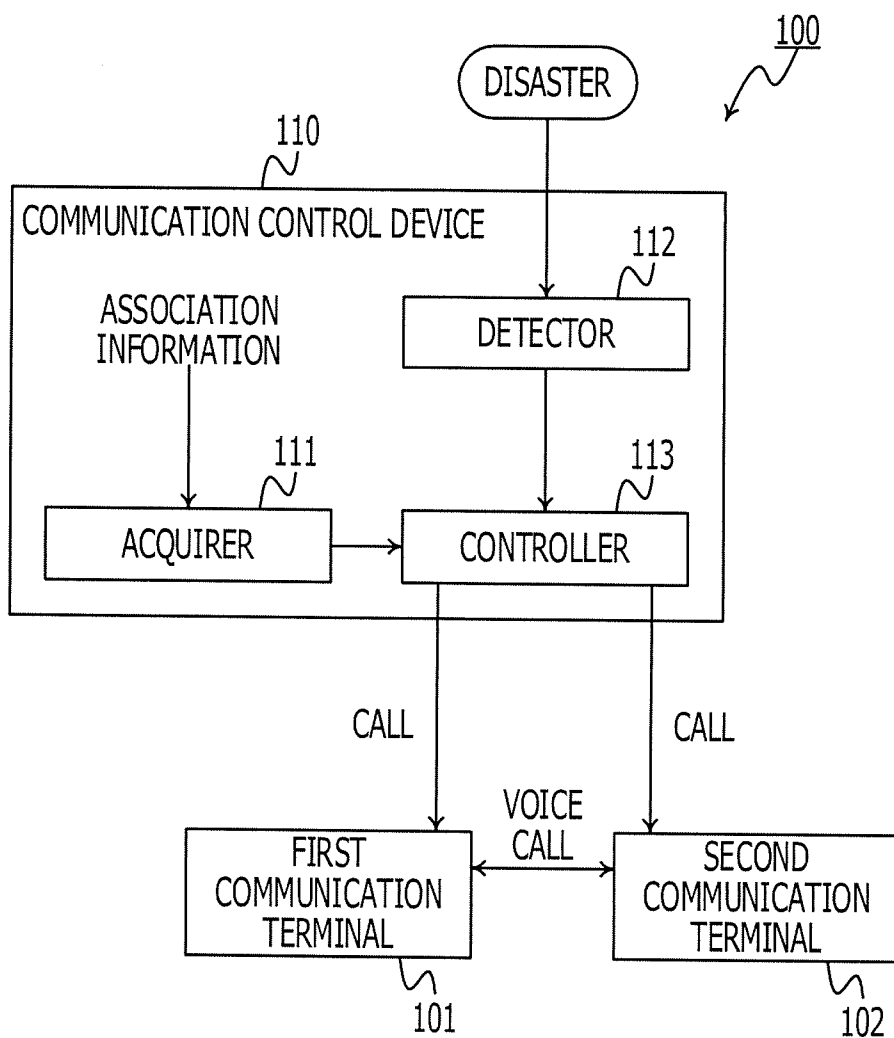 100
DISASTER
110
COMMUNICATION CONTROL DEVICE
112
DETECTOR
ASSOCIATION
INFORMATION
111
ACQUIRER
113
CONTROLLER
CALL
CALL
VOICE
CALL
FIRST
COMMUNICATION
TERMINAL
101
SECOND
COMMUNICATION
TERMINAL
102